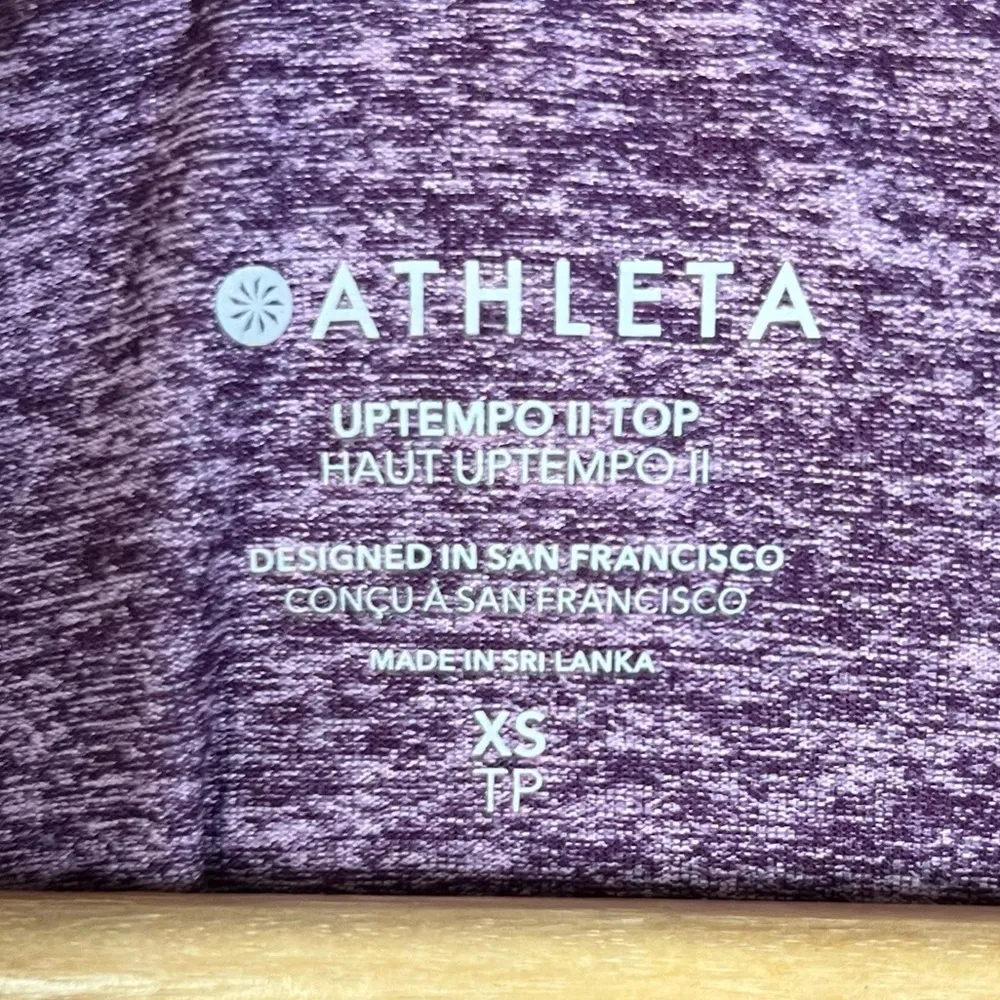 ATHLETA
UPTEMPO II TOP
HAUT UPTEMPO II
DESIGNED IN SAN FRANCISCO
CONÇU À SAN FRANCISCO
MADE IN SRI LANKA
XS
TP